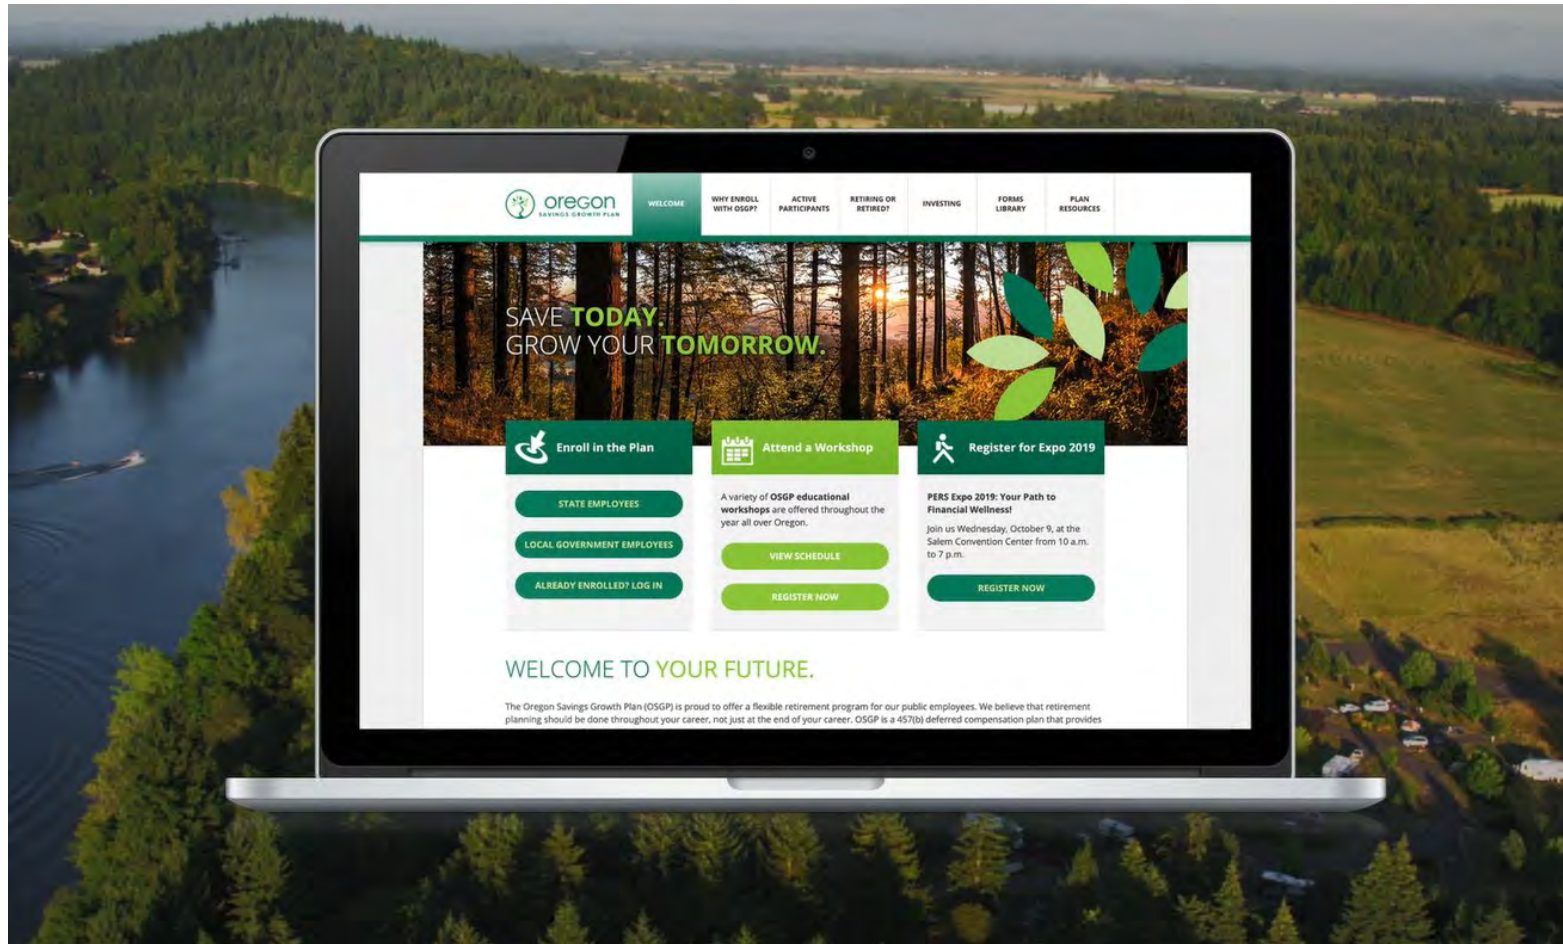 oregon
SAVINGS GROWTH PLAN
WELCOME
WHY ENROLL
WITH OSGP?
ACTIVE
PARTICIPANTS
RETIRING OR
RETIRED?
INVESTING
FORMS
LIBRARY
PLAN
RESOURCES
SAVE TODAY.
GROW YOUR TOMORROW.
Enroll in the Plan
STATE EMPLOYEES
LOCAL GOVERNMENT EMPLOYEES
ALREADY ENROLLED? LOG IN
Attend a Workshop
A variety of OSGP educational
workshops are offered throughout the
year all over Oregon.
VIEW SCHEDULE
REGISTER NOW
Register for Expo 2019
PERS Expo 2019: Your Path to
Financial Wellness!
Join us Wednesday, October 9, at the
Salem Convention Center from 10 a.m.
to 7 p.m.
REGISTER NOW
WELCOME TO YOUR FUTURE.
The Oregon Savings Growth Plan (OSGP) is proud to offer a flexible retirement program for our public employees. We believe that retirement
planning should be done throughout your career, not just at the end of your career. OSGP is a 457(b) deferred compensation plan that provides